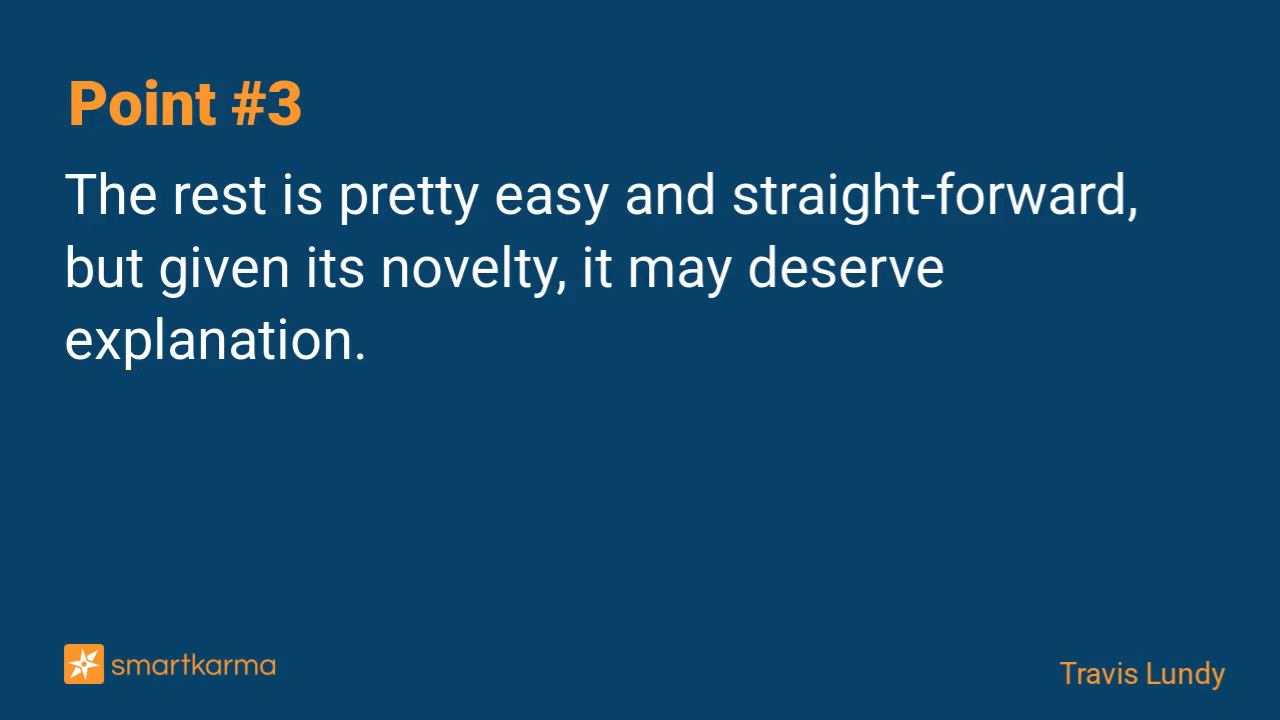 Point #3
The rest is pretty easy and straight-forward,
but given its novelty, it may deserve
explanation.
smartkarma
Travis Lundy